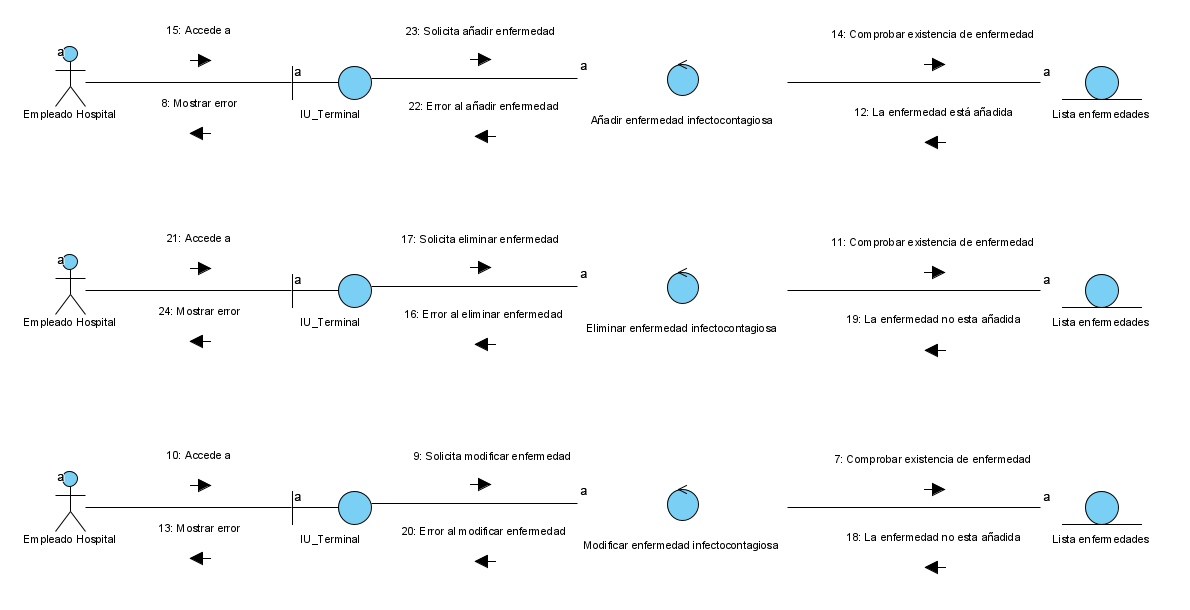 15: Accede a
23: Solicita añadir enfermedad
14: Comprobar existencia de enfermedad
a
a
a
a
8: Mostrar error
22: Error al añadir enfermedad
12: La enfermedad está añadida
Empleado Hospital
IU_Terminal
Añadir enfermedad infectocontagiosa
Lista enfermedades
21: Accede a
17: Solicita eliminar enfermedad
11: Comprobar existencia de enfermedad
a
a
a
a
24: Mostrar error
16: Error al eliminar enfermedad
19: La enfermedad no esta añadida
Empleado Hospital
IU_Terminal
Eliminar enfermedad infectocontagiosa
Lista enfermedades
10: Accede a
9: Solicita modificar enfermedad
7: Comprobar existencia de enfermedad
a
a
a
a
13: Mostrar error
20: Error al modificar enfermedad
18: La enfermedad no esta añadida
Empleado Hospital
IU_Terminal
Modificar enfermedad infectocontagiosa
Lista enfermedades